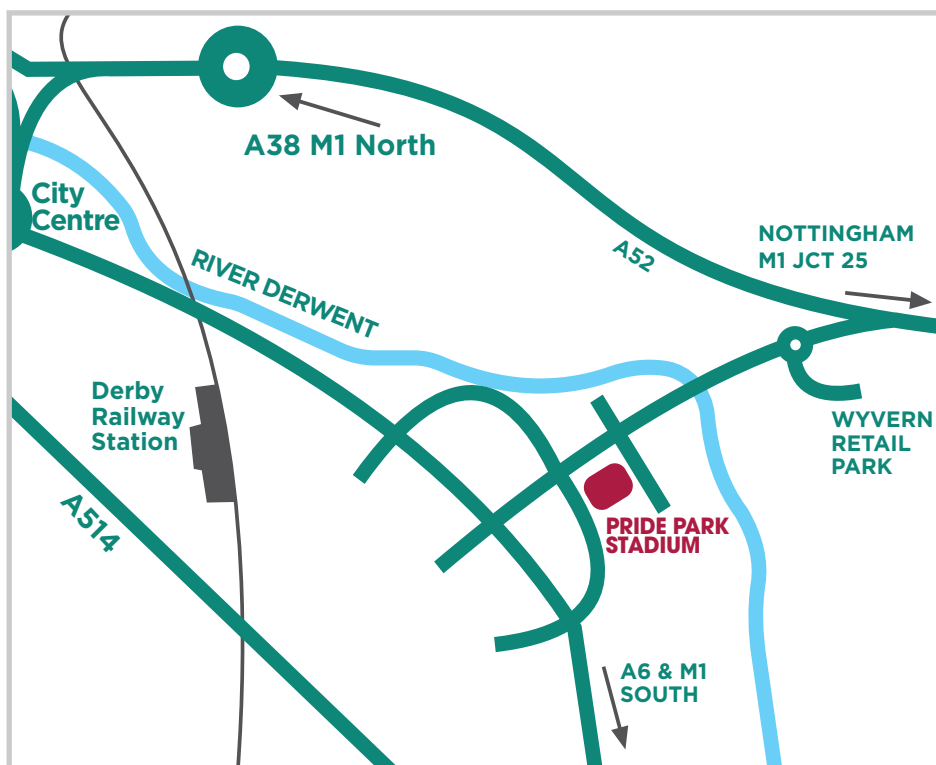 A38 M1 North
City
Centre
A52
NOTTINGHAM
M1 JCT 25
RIVER DERWENT
Derby
Railway
Station
WYVERN
RETAIL
PARK
A514
PRIDE PARK
STADIUM
A6 & M1
SOUTH